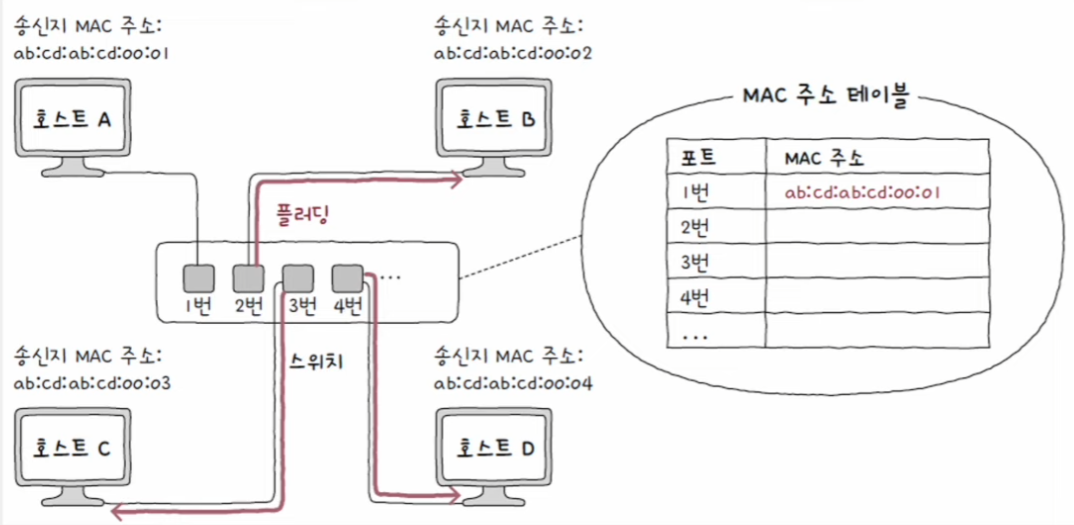 송신지 MAC 주소:
ab:cd:ab:cd:00:01
호스트 A
송신지 MAC 주소:
ab:cd:ab:cd:00:02
호스트 B
플러딩
1번 2번 3번 4번 ...
스위치
송신지 MAC 주소:
ab:cd:ab:cd:00:03
호스트 C
송신지 MAC 주소:
ab:cd:ab:cd:00:04
호스트 D
MAC 주소 테이블
포트 MAC 주소
1번 ab:cd:ab:cd:00:01
2번
3번
4번
...